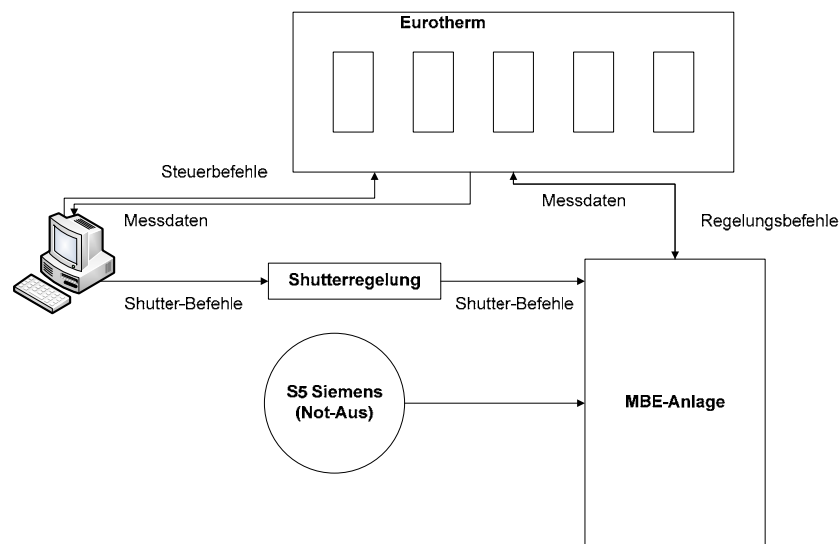 Eurotherm
Steuerbefehle
Messdaten
Messdaten
Regelungsbefehle
Shutterregelung
Shutter-Befehle
Shutter-Befehle
S5 Siemens
(Not-Aus)
MBE-Anlage